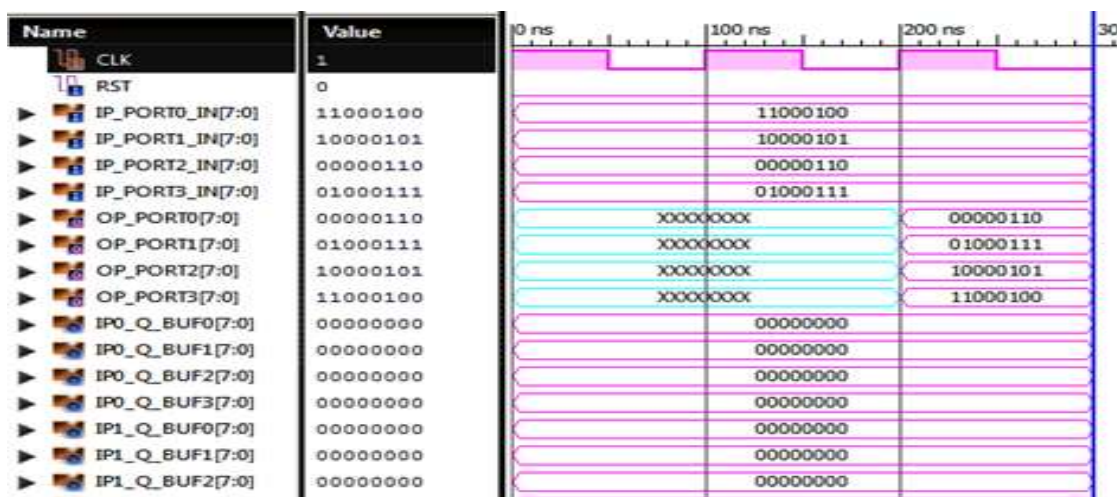 Name Value 0 ns 100 ns 200 ns 30
CLK 1
RST 0
IP_PORT0_IN[7:0] 11000100 11000100
IP_PORT1_IN[7:0] 10000101 10000101
IP_PORT2_IN[7:0] 00000110 00000110
IP_PORT3_IN[7:0] 01000111 01000111
OP_PORT0[7:0] 00000110 XXXXXXXX 00000110
OP_PORT1[7:0] 01000111 XXXXXXXX 01000111
OP_PORT2[7:0] 10000101 XXXXXXXX 10000101
OP_PORT3[7:0] 11000100 XXXXXXXX 11000100
IP0_Q_BUF0[7:0] 00000000 00000000
IP0_Q_BUF1[7:0] 00000000 00000000
IP0_Q_BUF2[7:0] 00000000 00000000
IP0_Q_BUF3[7:0] 00000000 00000000
IP1_Q_BUF0[7:0] 00000000 00000000
IP1_Q_BUF1[7:0] 00000000 00000000
IP1_Q_BUF2[7:0] 00000000 00000000